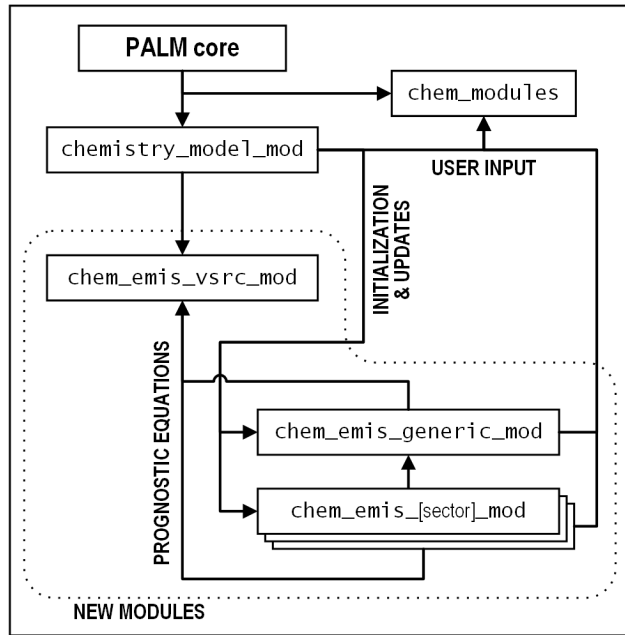 PALM core
chem_modules
chemistry_model_mod
USER INPUT
INITIALIZATION
& UPDATES
chem_emis_vsrc_mod
PROGNOSTIC EQUATIONS
chem_emis_generic_mod
chem_emis_[sector]_mod
NEW MODULES